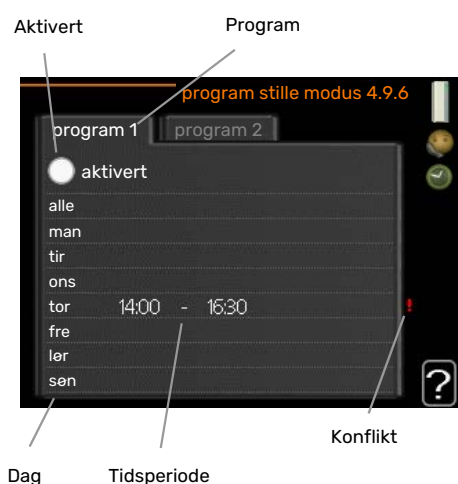 Aktivert Program
program stille modus 4.9.6
program 1 program 2
aktivert
alle
man
tir
ons
tor 14:00 - 16:30 !
fre
lør
søn
?
Konflikt
Dag Tidsperiode